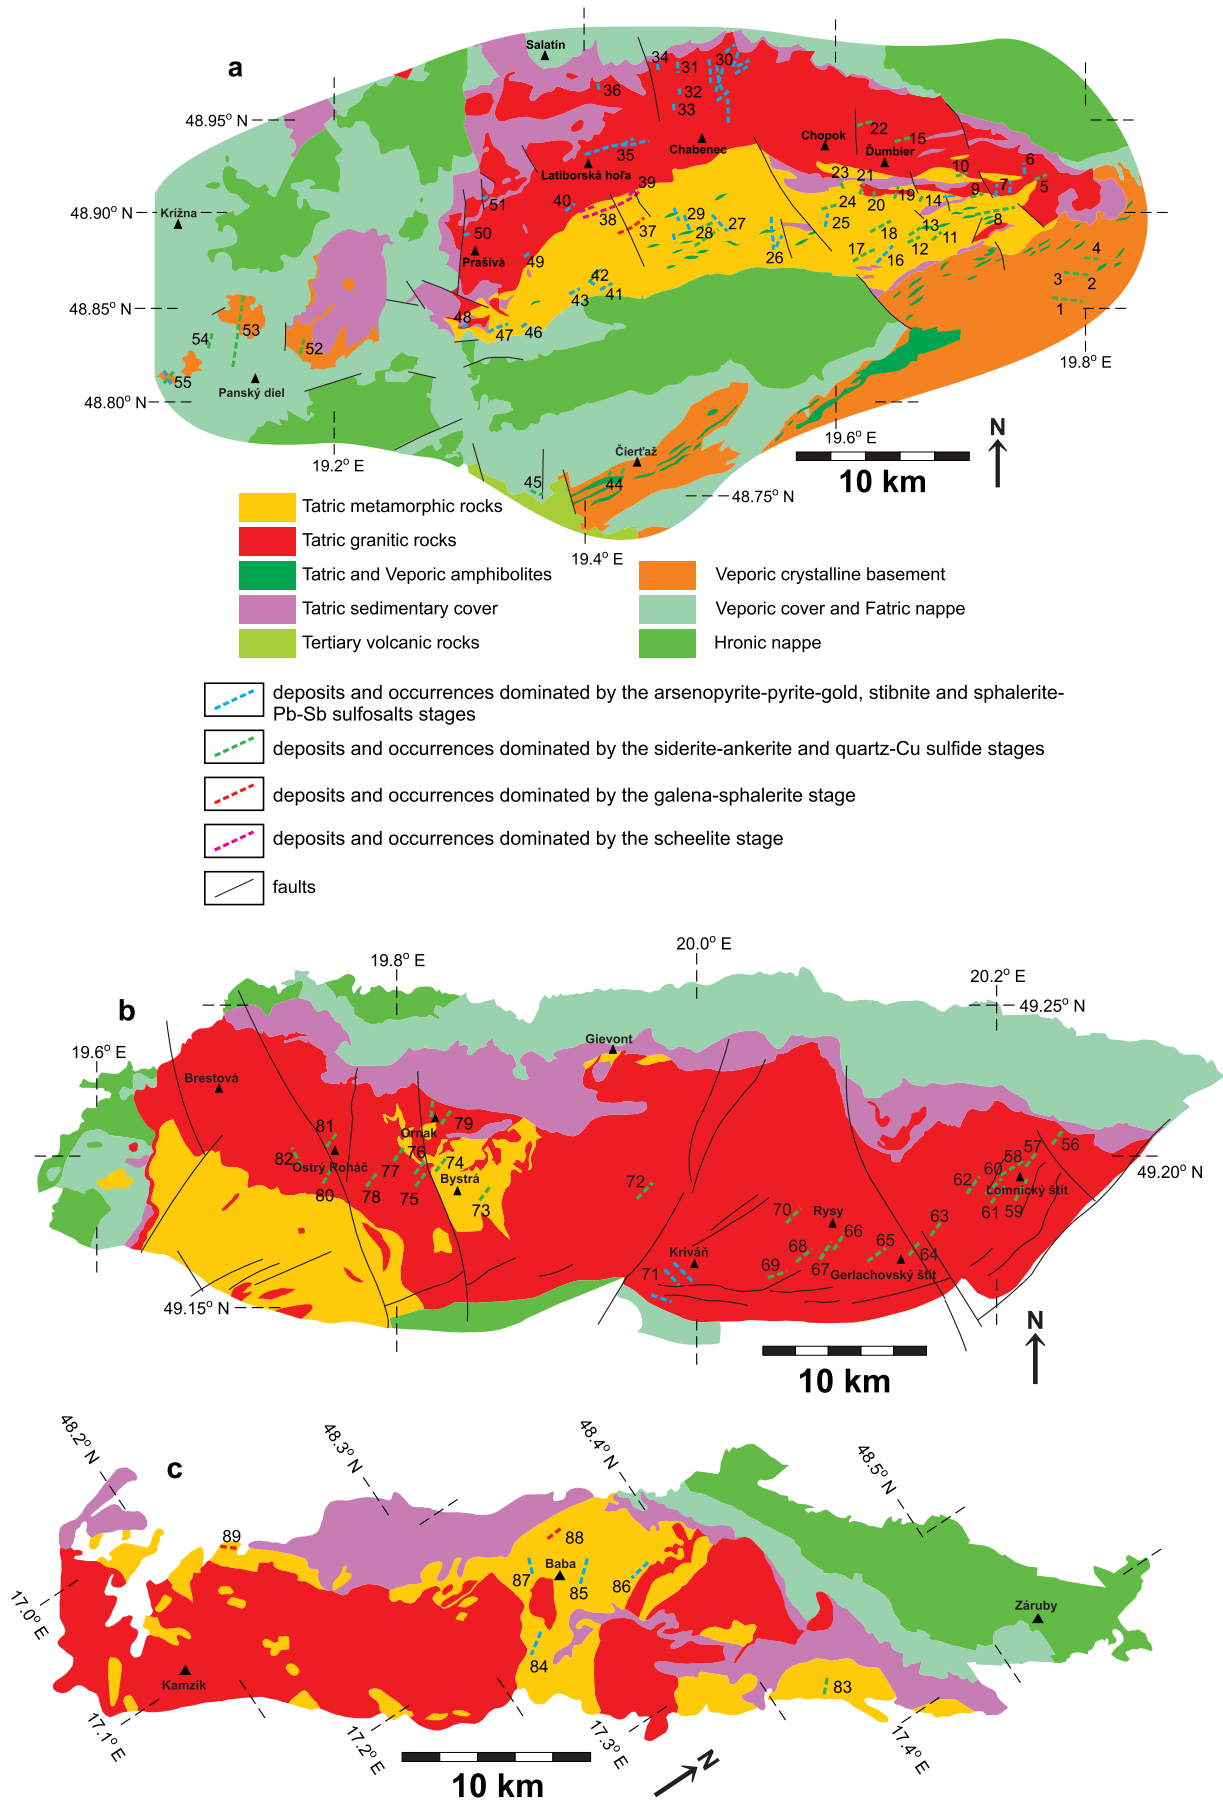 a
Salatín
34
31
30
36
32
33
48.95° N
22
15
Chopok
Chabenec
Ďumbier
35
Latiborská hoľa
6
10
39
23
21
9
7
5
40
51
48.90° N
Krížna
38
29
27
24
20
19
14
25
13
8
50
37
28
18
12
11
4
Prašivá
49
26
17
16
42
3
2
48.85° N
43
41
1
48
54
53
47
46
52
19.8° E
55
Panský diel
48.80° N
19.6° E
N
19.2° E
Čierťaž
10 km
45
44
48.75° N
19.4° E
Tatric metamorphic rocks
Tatric granitic rocks
Tatric and Veporic amphibolites
Veporic crystalline basement
Tatric sedimentary cover
Veporic cover and Fatric nappe
Tertiary volcanic rocks
Hronic nappe
deposits and occurrences dominated by the arsenopyrite-pyrite-gold, stibnite and sphalerite-
Pb-Sb sulfosalts stages
deposits and occurrences dominated by the siderite-ankerite and quartz-Cu sulfide stages
deposits and occurrences dominated by the galena-sphalerite stage
deposits and occurrences dominated by the scheelite stage
faults
20.0° E
19.8° E
20.2° E
b
49.25° N
19.6° E
Gievont
Brestová
81
79
Ornak
56
57
82
Ostrý Roháč
76
74
58
60
49.20° N
77
Bystrá
72
62
Lomnický štít
80
78
75
73
70
Rysy
61
59
63
66
68
65
64
Kriváň
67
71
69
Gerlachovský štít
49.15° N
N
10 km
48.2° N
48.3° N
48.4° N
48.5° N
c
89
88
Baba
87
85
86
17.0° E
Záruby
84
Kamzík
83
17.1° E
17.2° E
17.3° E
17.4° E
10 km
N